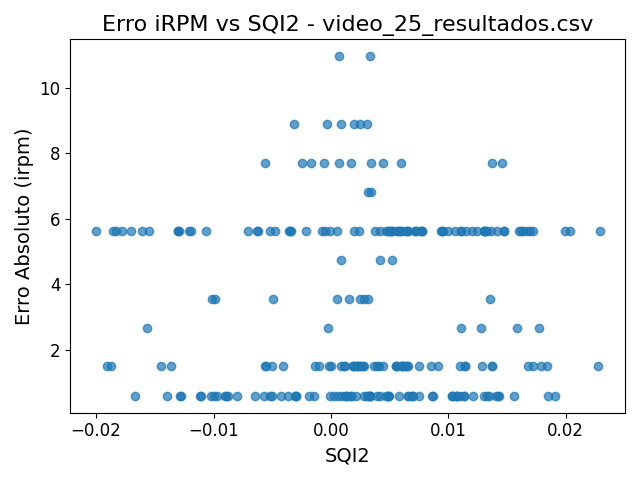 Erro iRPM vs SQI2 - video_25_resultados.csv
Erro Absoluto (irpm)
10
8
6
4
2
−0.02 −0.01 0.00 0.01 0.02
SQI2